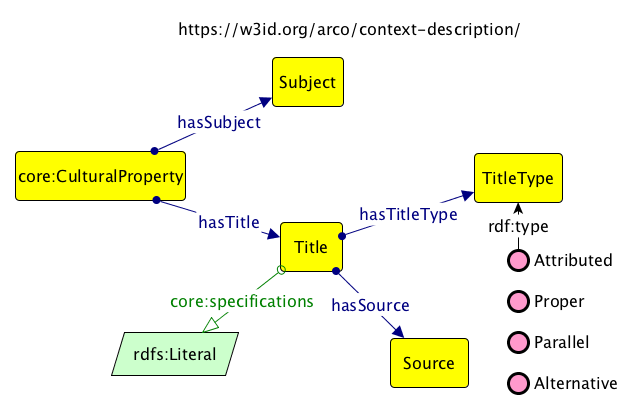 https://w3id.org/arco/context-description/
Subject
hasSubject
core:CulturalProperty
TitleType
hasTitle
hasTitleType
rdf:type
Title
Attributed
core:specifications
hasSource
Proper
rdfs:Literal
Parallel
Source
Alternative